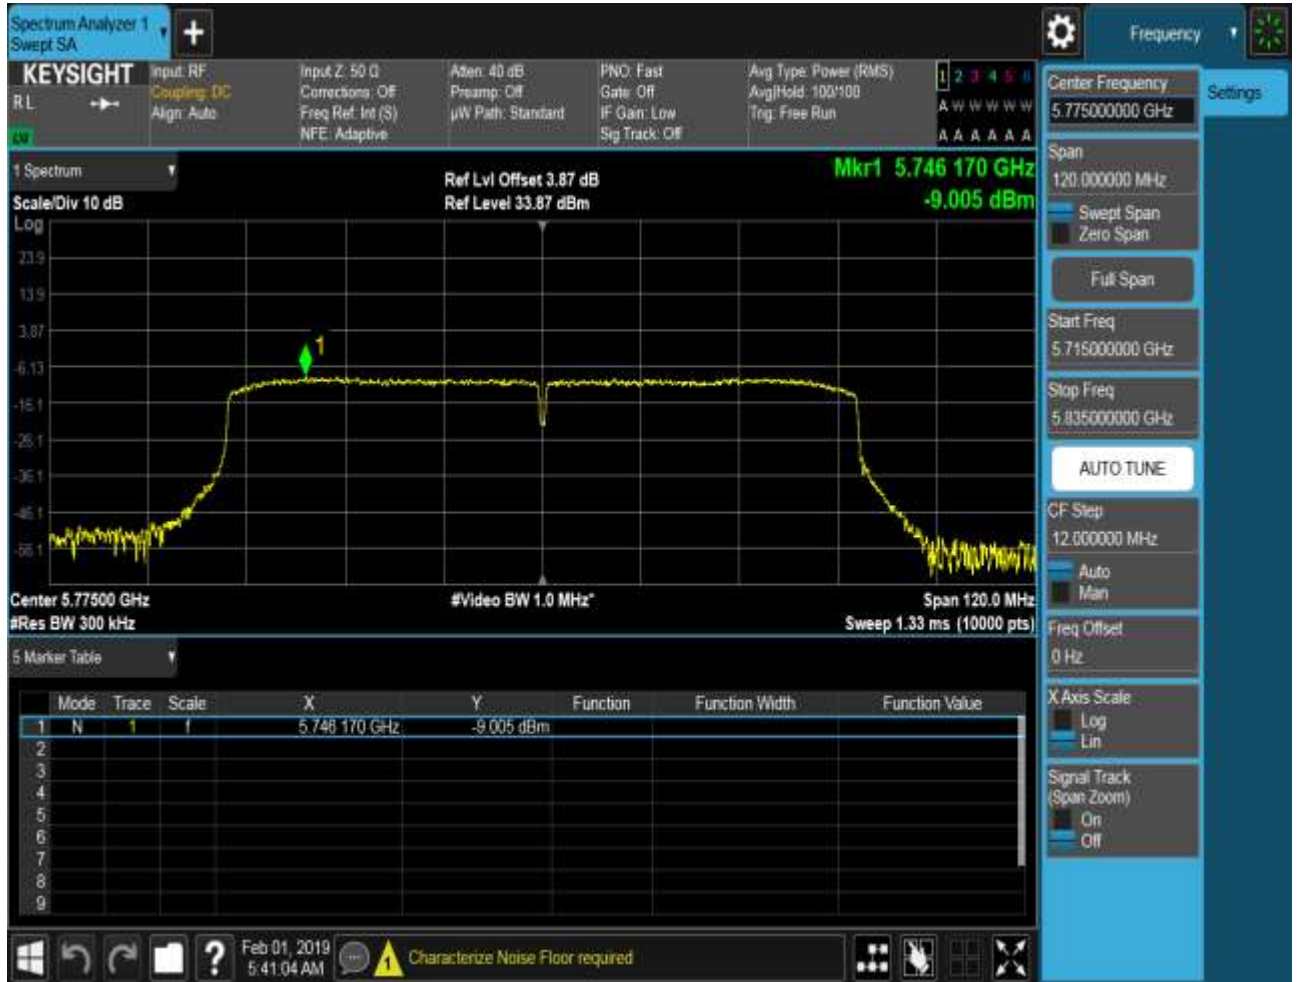 Spectrum Analyzer 1
Swept SA
+
Frequency
KEYSIGHT
RL
Input: RF
Coupling: DC
Align: Auto
Input Z: 50 Ω
Corrections: Off
Freq Ref: Int (S)
NFE: Adaptive
Atten: 40 dB
Preamp: Off
µW Path: Standard
PNO: Fast
Gate: Off
IF Gain: Low
Sig Track: Off
Avg Type: Power (RMS)
Avg|Hold: 100/100
Trig: Free Run
1 2 3 4 5 6
A W W W W W
A A A A A A
1 Spectrum
Scale/Div 10 dB
Log
Ref Lvl Offset 3.87 dB
Ref Level 33.87 dBm
Mkr1 5.746 170 GHz
-9.005 dBm
23.9
13.9
3.87
-6.13
-16.1
-26.1
-36.1
-46.1
-56.1
1
Center 5.77500 GHz
#Res BW 300 kHz
#Video BW 1.0 MHz*
Span 120.0 MHz
Sweep 1.33 ms (10000 pts)
5 Marker Table
Mode Trace Scale X Y Function Function Width Function Value
1 N 1 f 5.746 170 GHz -9.005 dBm
2
3
4
5
6
7
8
9
Feb 01, 2019
5:41:04 AM
?
1
Characterize Noise Floor required
Settings
Center Frequency
5.775000000 GHz
Span
120.000000 MHz
Swept Span
Zero Span
Full Span
Start Freq
5.715000000 GHz
Stop Freq
5.835000000 GHz
AUTO TUNE
CF Step
12.000000 MHz
Auto
Man
Freq Offset
0 Hz
X Axis Scale
Log
Lin
Signal Track
(Span Zoom)
On
Off